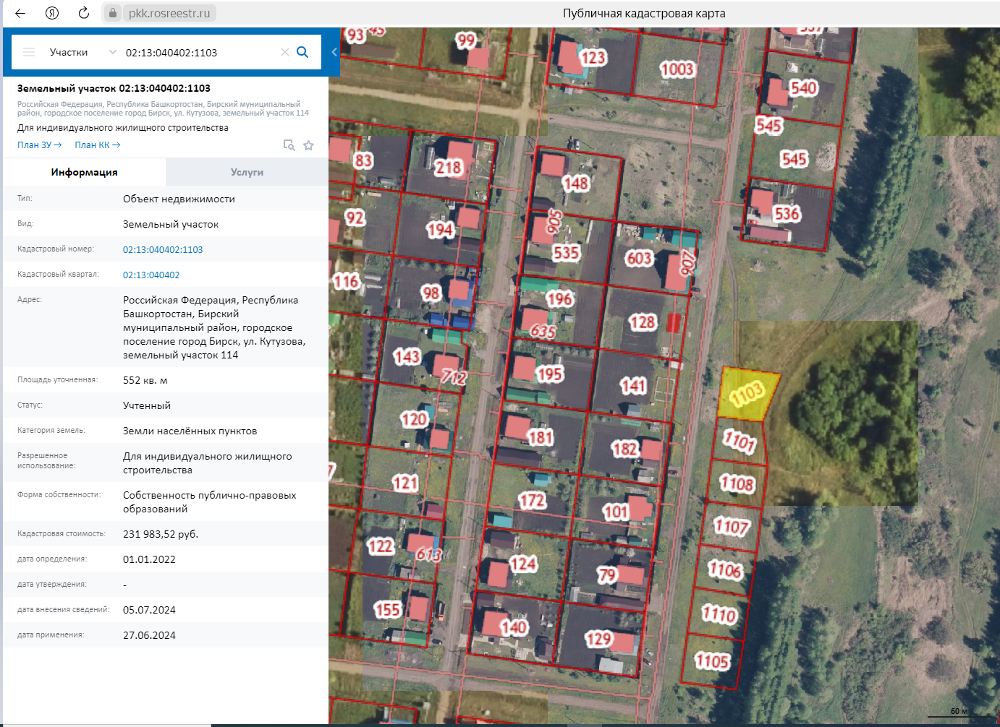 pkk.rosreestr.ru
Публичная кадастровая карта
Участки
02:13:040402:1103
Земельный участок 02:13:040402:1103
Российская Федерация, Республика Башкортостан, Бирский муниципальный
район, городское поселение город Бирск, ул. Кутузова, земельный участок 114
Для индивидуального жилищного строительства
План ЗУ →
План КК →
Информация
Услуги
Тип:
Объект недвижимости
Вид:
Земельный участок
Кадастровый номер:
02:13:040402:1103
Кадастровый квартал:
02:13:040402
Адрес:
Российская Федерация, Республика
Башкортостан, Бирский
муниципальный район, городское
поселение город Бирск, ул. Кутузова,
земельный участок 114
Площадь уточненная:
552 кв. м
Статус:
Учтенный
Категория земель:
Земли населённых пунктов
Разрешенное
использование:
Для индивидуального жилищного
строительства
Форма собственности:
Собственность публично-правовых
образований
Кадастровая стоимость:
231 983,52 руб.
дата определения:
01.01.2022
дата утверждения:
-
дата внесения сведений:
05.07.2024
дата применения:
27.06.2024
93
99
123
1003
540
545
545
536
83
218
148
92
194
905
535
603
907
116
98
196
635
128
143
712
195
141
1103
120
181
182
1101
121
172
101
1108
1107
122
613
124
79
1106
155
140
129
1110
1105
60 м